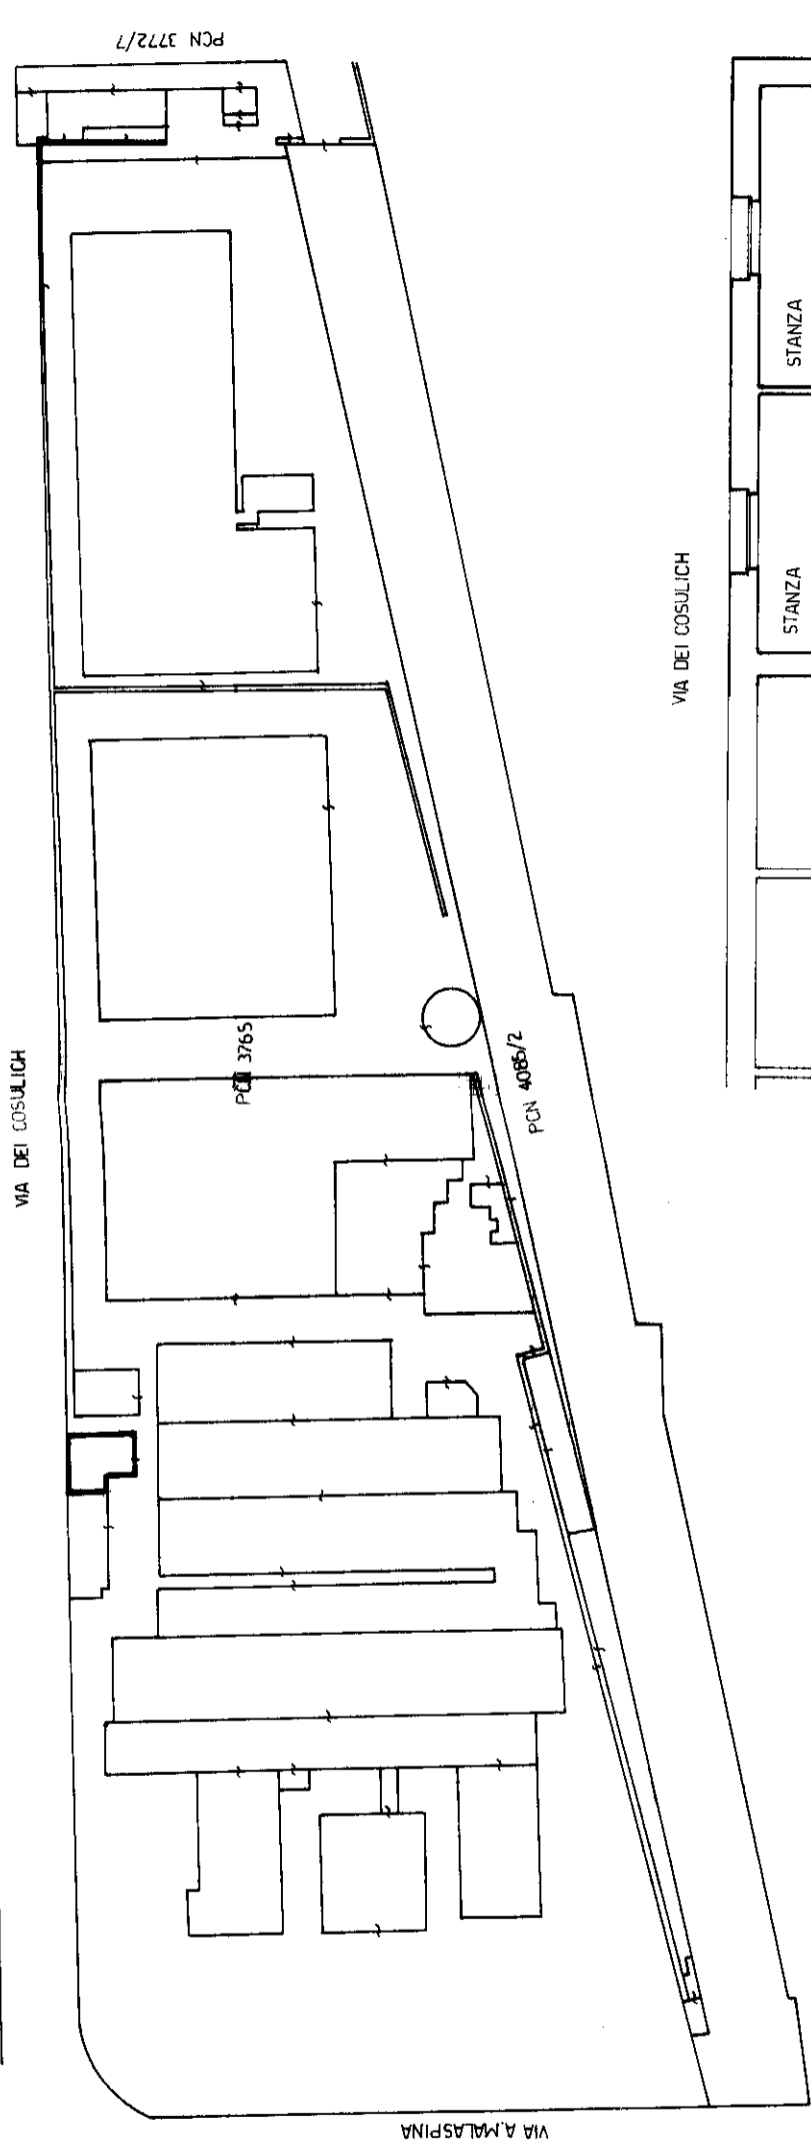 PCN 3772/7
VIA DEI COSULICH
PCN 3765
PCN 4085/2
VIA A.MALASPINA
VIA DEI COSULICH
STANZA
STANZA